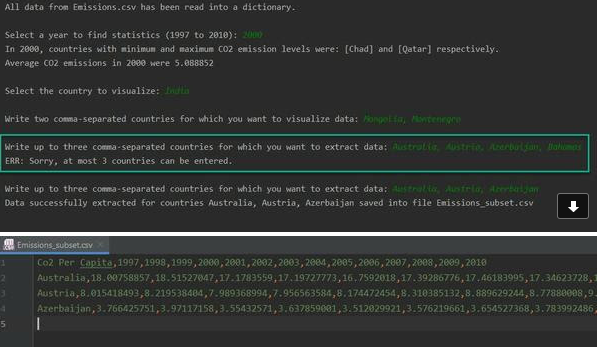 All data from Emissions.csv has been read into a dictionary.
Select a year to find statistics (1997 to 2010): 2000
In 2000, countries with minimum and maximum CO2 emission levels were: [Chad] and [Qatar] respectively.
Average CO2 emissions in 2000 were 5.088852
Select the country to visualize: India
Write two comma-separated countries for which you want to visualize data: Mongolia, Montenegro
Write up to three comma-separated countries for which you want to extract data: Australia, Austria, Azerbaijan, Bahamas
ERR: Sorry, at most 3 countries can be entered.
Write up to three comma-separated countries for which you want to extract data: Australia, Austria, Azerbaijan
Data successfully extracted for countries Australia, Austria, Azerbaijan saved into file Emissions_subset.csv
Emissions_subset.csv
1 Co2 Per Capita,1997,1998,1999,2000,2001,2002,2003,2004,2005,2006,2007,2008,2009,2010
2 Australia,18.00758857,18.51527047,17.1783559,17.19727773,16.7592018,17.39286776,17.46183995,17.34623728,1
3 Austria,8.015418493,8.219538404,7.989368994,7.956563584,8.174472454,8.310385132,8.889629244,8.77880008,9.
4 Azerbaijan,3.766425751,3.97117158,3.55432571,3.637859001,3.512029921,3.576219661,3.654527368,3.783992486,
5